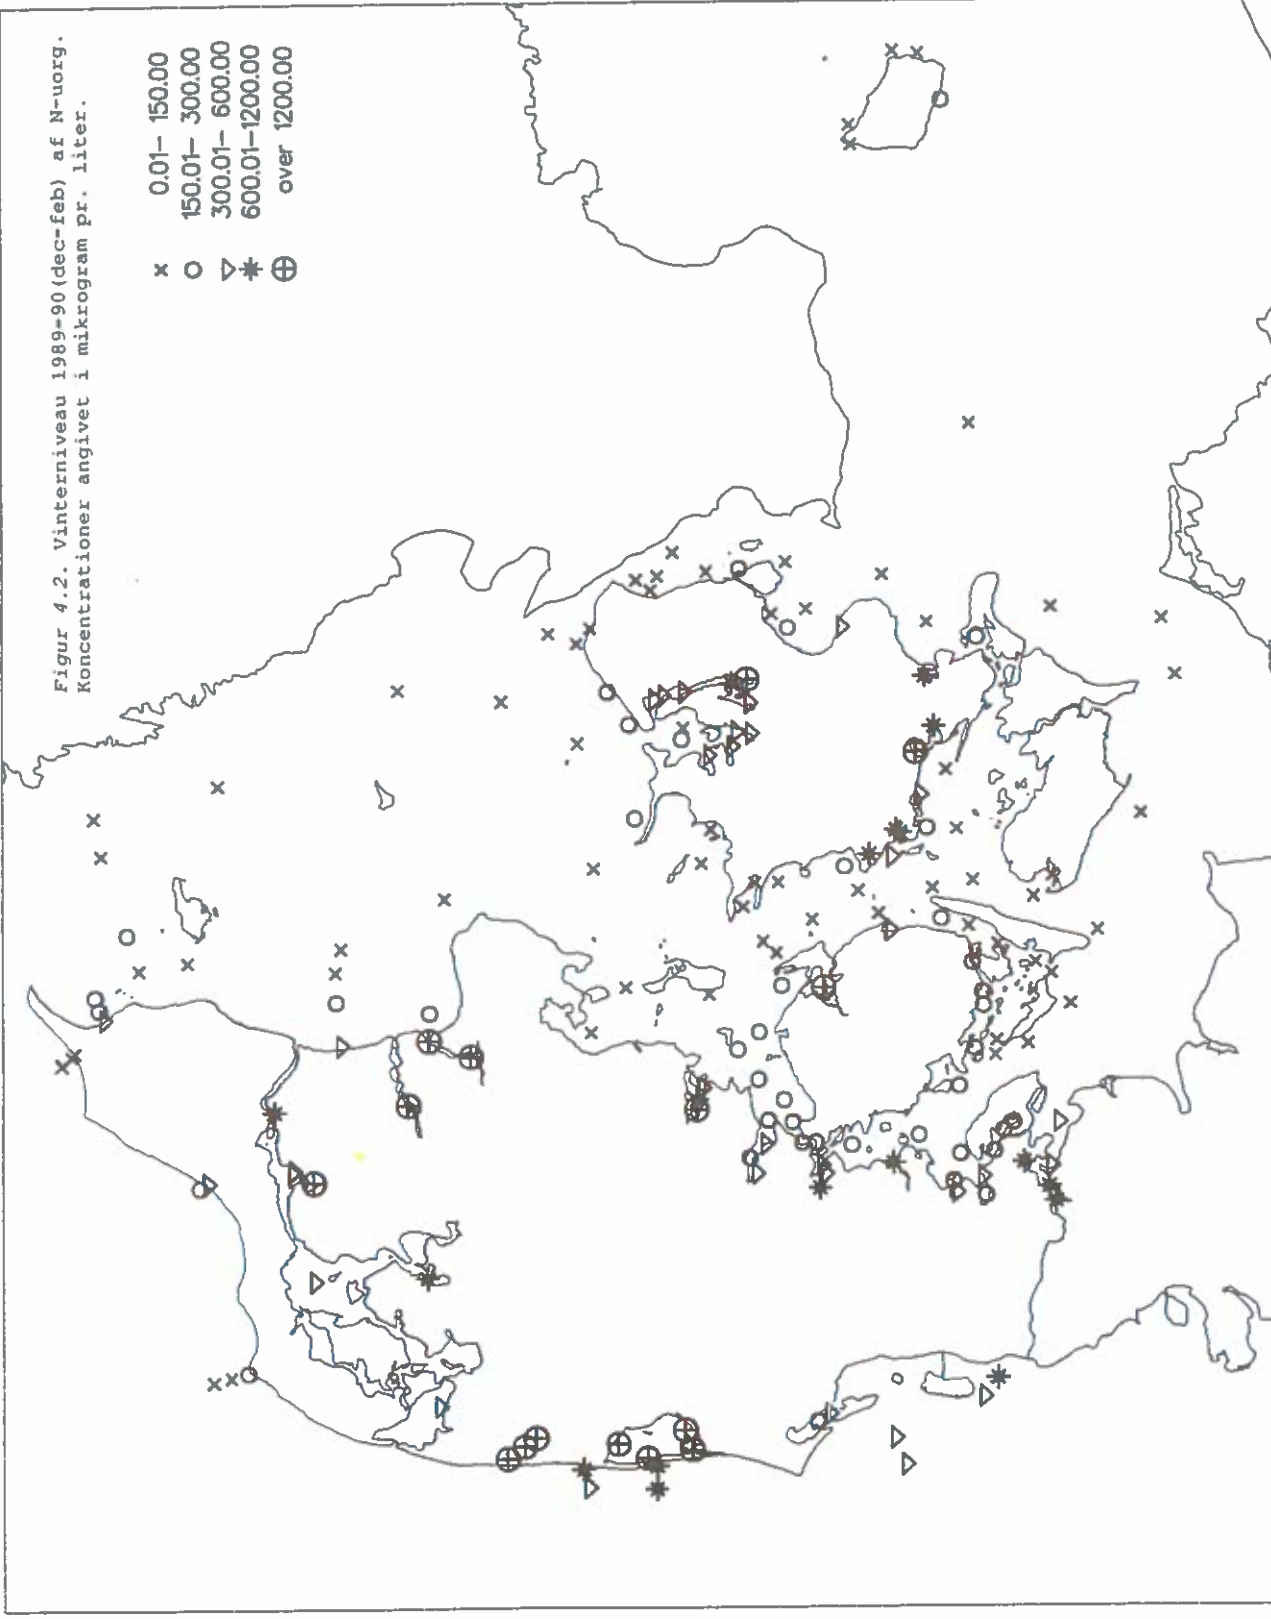 Figur 4.2. Vinterniveau 1989-90(dec-feb) af N-uorg.
Koncentrationer angivet i mikrogram pr. liter.
0.01- 150.00
150.01- 300.00
300.01- 600.00
600.01-1200.00
over 1200.00